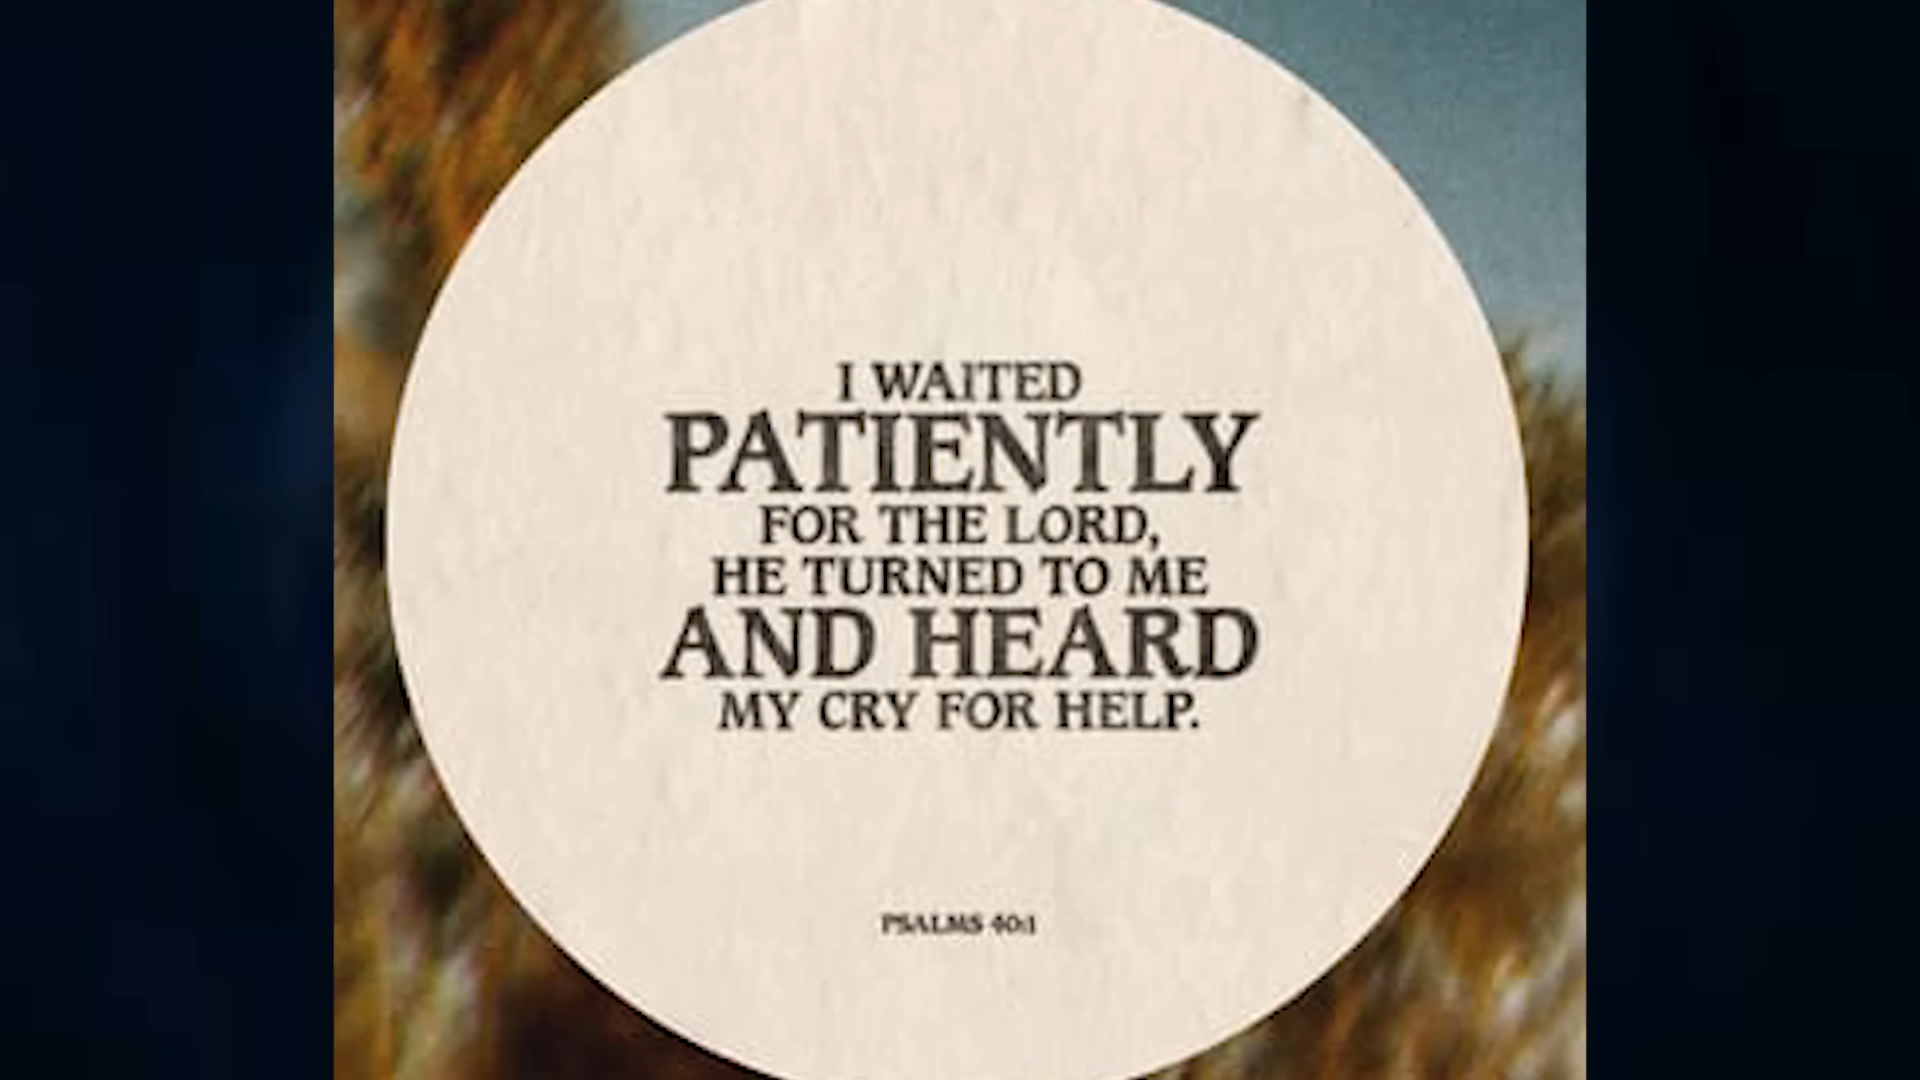 I WAITED
PATIENTLY
FOR THE LORD,
HE TURNED TO ME
AND HEARD
MY CRY FOR HELP.
PSALMS 40:1